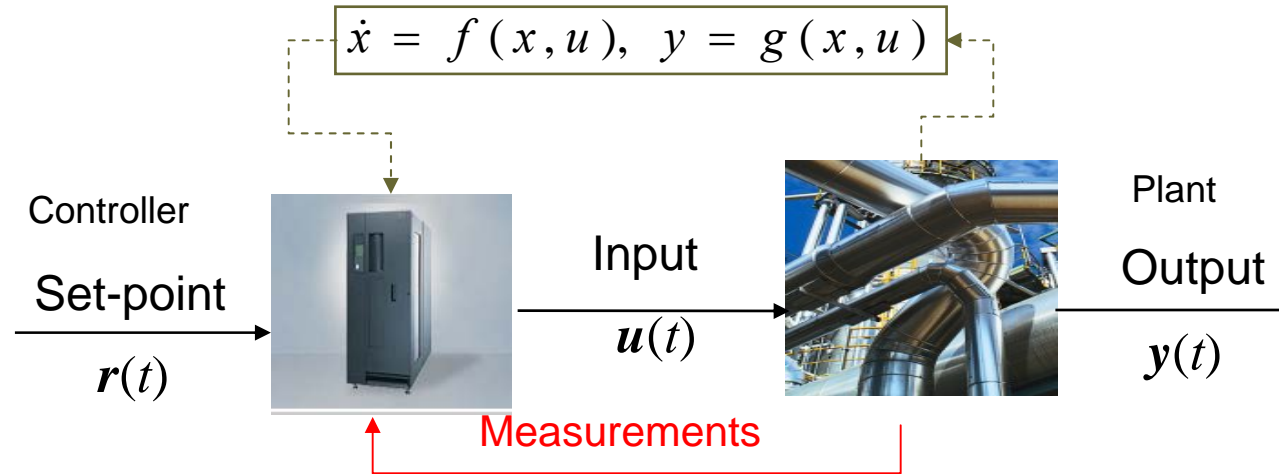 ẋ = f(x,u), y = g(x,u)
Controller
Plant
Set-point
Input
Output
r(t)
u(t)
y(t)
Measurements